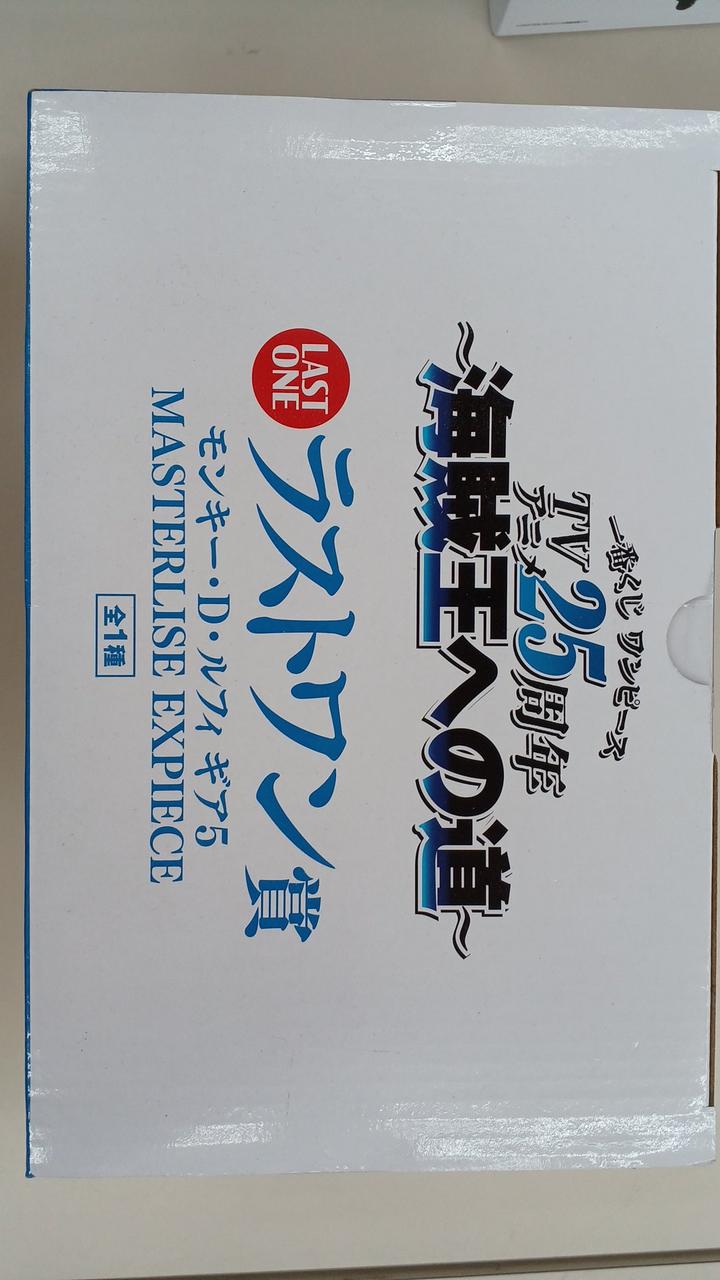 一番くじ ワンピース
TVアニメ25周年
～海賊王への道～
LAST
ONE
ラストワン賞
モンキー・D・ルフィ ギア5
MASTERLISE EXPIECE
全1種